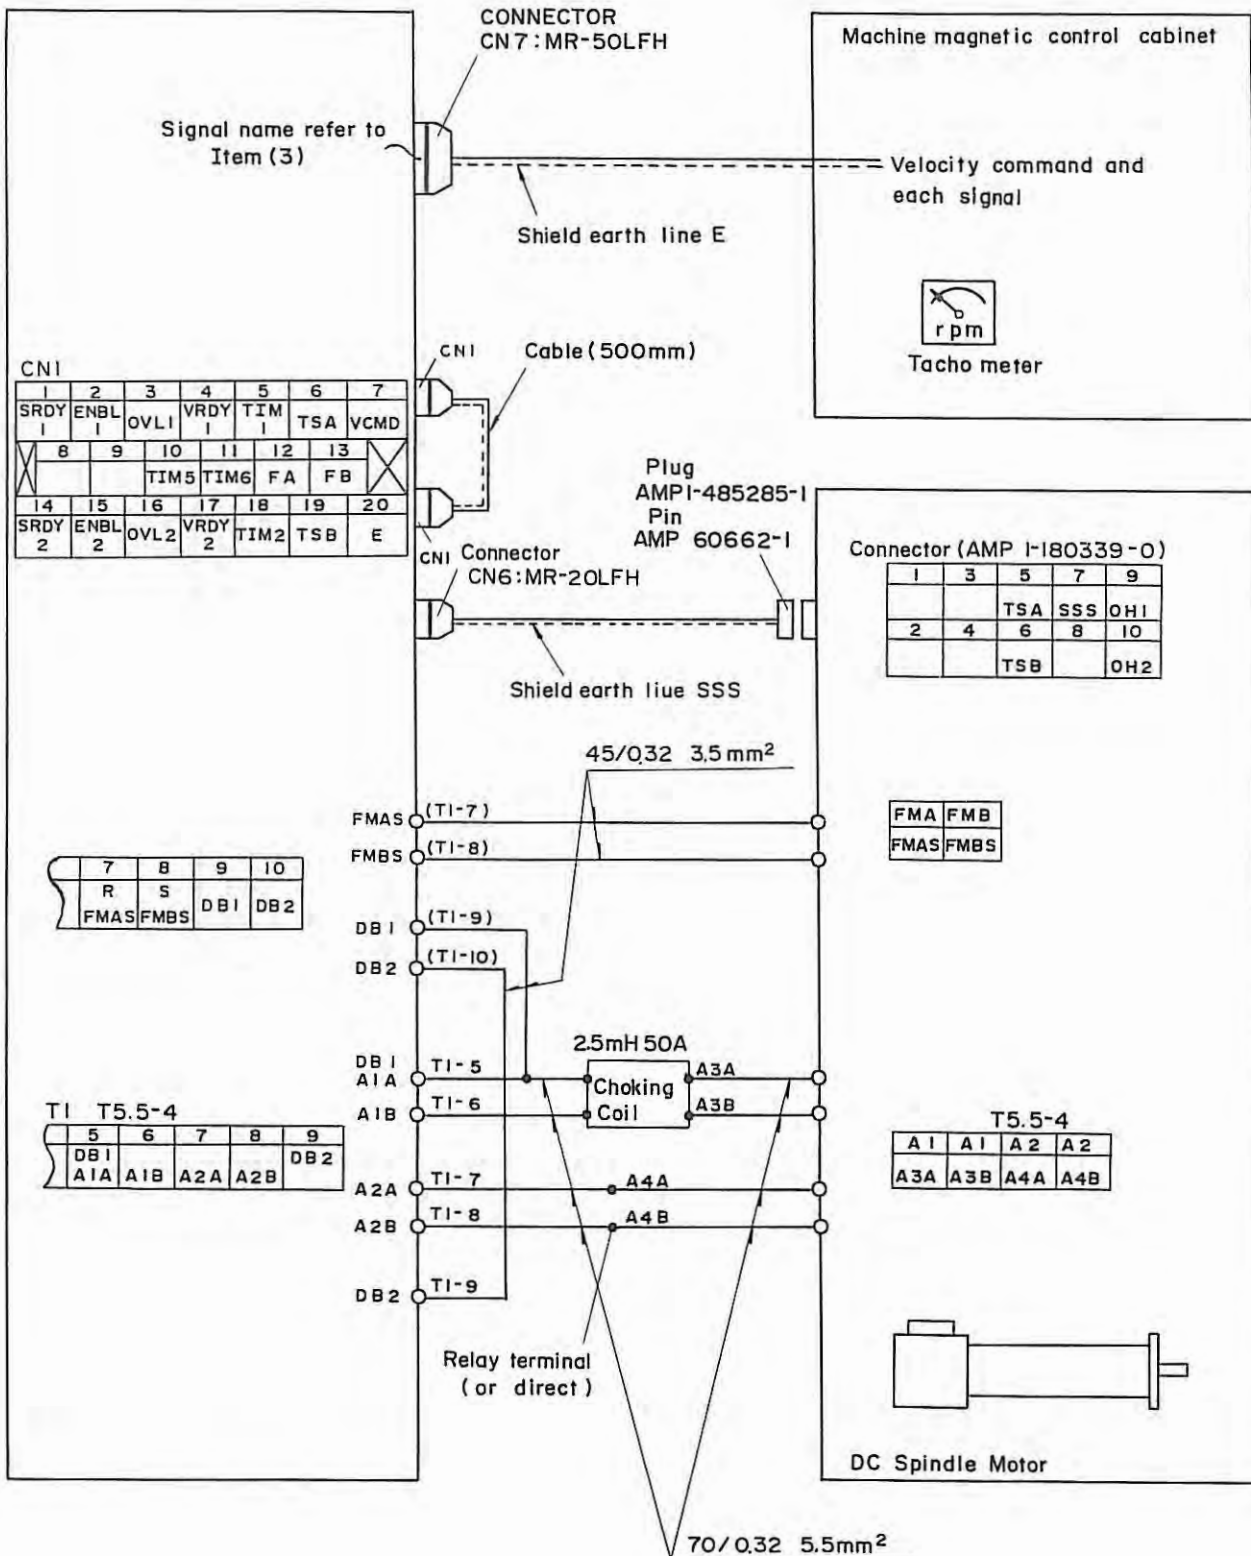 CONNECTOR
CN7:MR-50LFH
Machine magnetic control cabinet
Signal name refer to
Item (3)
Velocity command and
each signal
Shield earth line E
rpm
Tacho meter
CN1
Cable (500mm)
CN1
1 2 3 4 5 6 7
SRDY 1 ENBL 1 OVL1 VRDY 1 TIM 1 TSA VCMD
8 9 10 11 12 13
TIM5 TIM6 FA FB
14 15 16 17 18 19 20
SRDY 2 ENBL 2 OVL2 VRDY 2 TIM2 TSB E
CN1
Connector
CN6:MR-20LFH
Plug
AMP1-485285-1
Pin
AMP 60662-1
Connector (AMP 1-180339-0)
1 3 5 7 9
TSA SSS OH1
2 4 6 8 10
TSB OH2
Shield earth liue SSS
45/0.32 3.5mm²
FMAS (T1-7)
FMBS (T1-8)
FMA FMB
FMAS FMBS
7 8 9 10
R S
FMAS FMBS DB1 DB2
DB1 (T1-9)
DB2 (T1-10)
2.5mH 50A
DB1
A1A T1-5
Choking
Coil
A3A
A1B T1-6
A3B
T1 T5.5-4
5 6 7 8 9
DB1 DB2
A1A A1B A2A A2B
T5.5-4
A1 A1 A2 A2
A3A A3B A4A A4B
A2A T1-7 A4A
A2B T1-8 A4B
DB2 T1-9
Relay terminal
(or direct)
DC Spindle Motor
70/0.32 5.5mm²